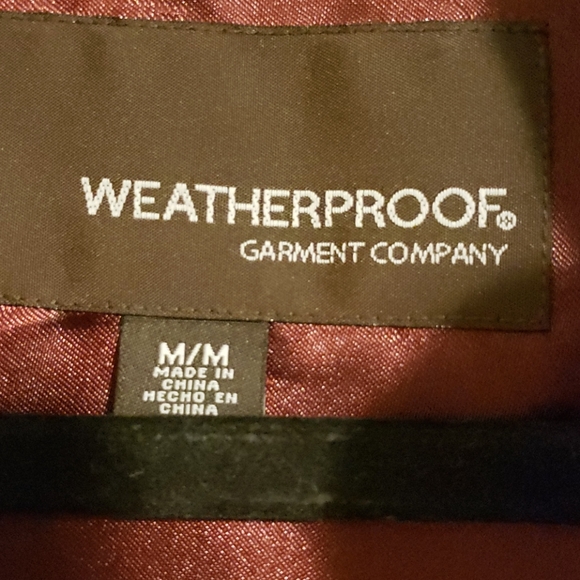 WEATHERPROOF®
GARMENT COMPANY
M/M
MADE IN
CHINA
HECHO EN
CHINA